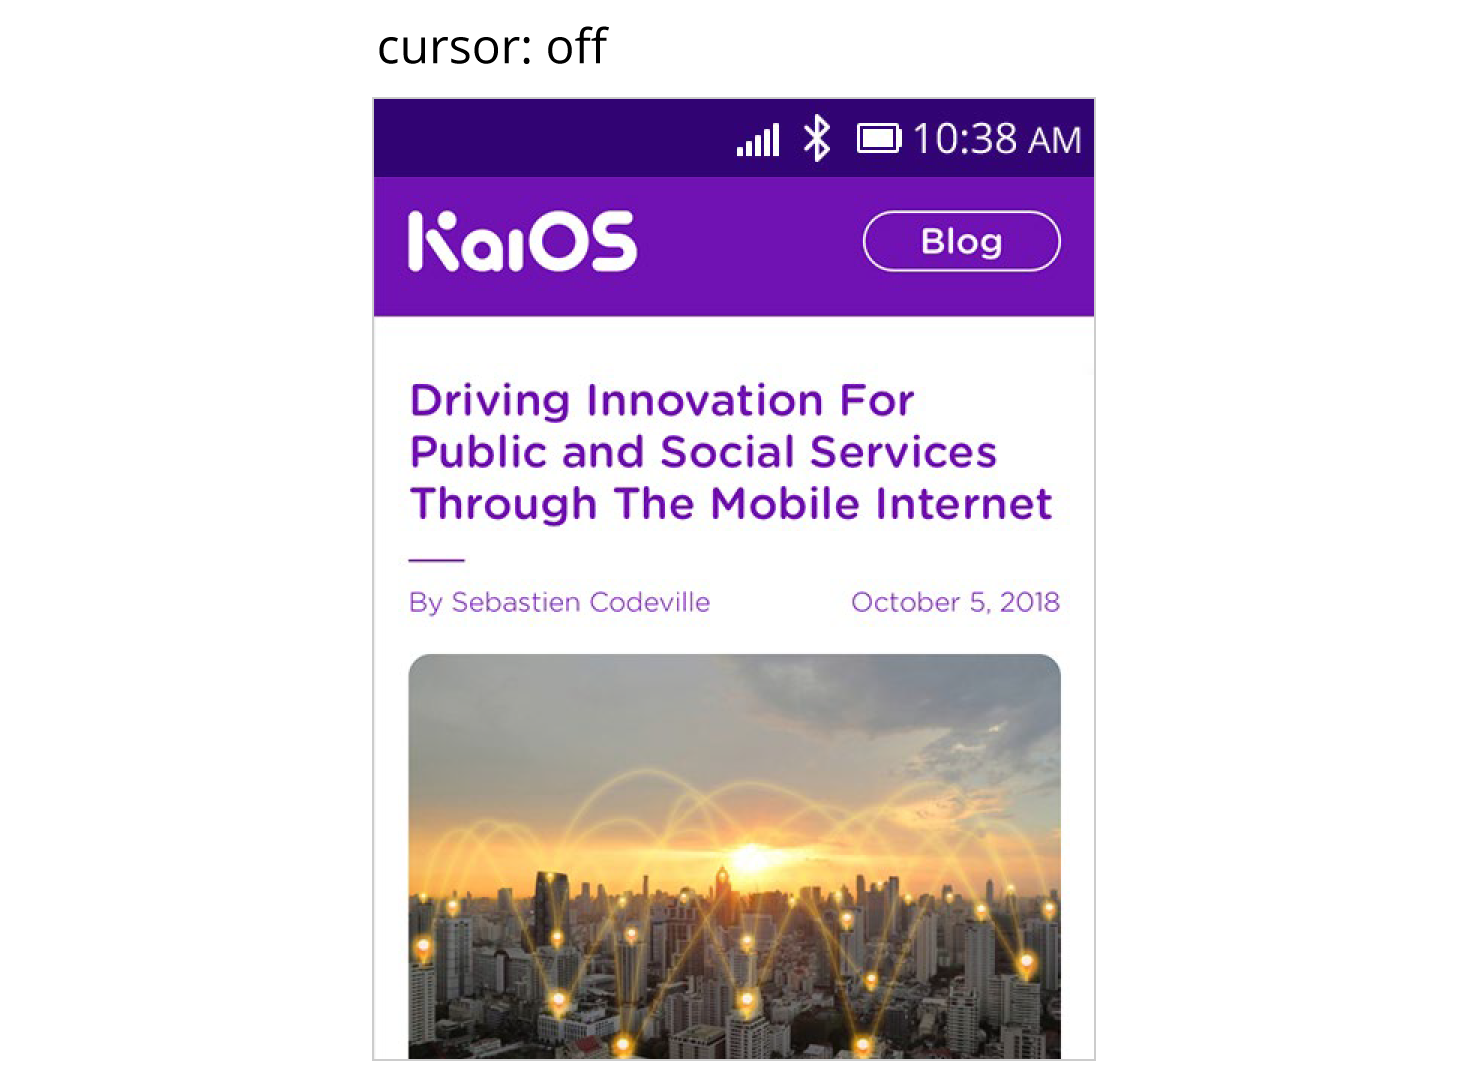 cursor: off
10:38 AM
KaiOS
Blog
Driving Innovation For
Public and Social Services
Through The Mobile Internet
By Sebastien Codeville
October 5, 2018